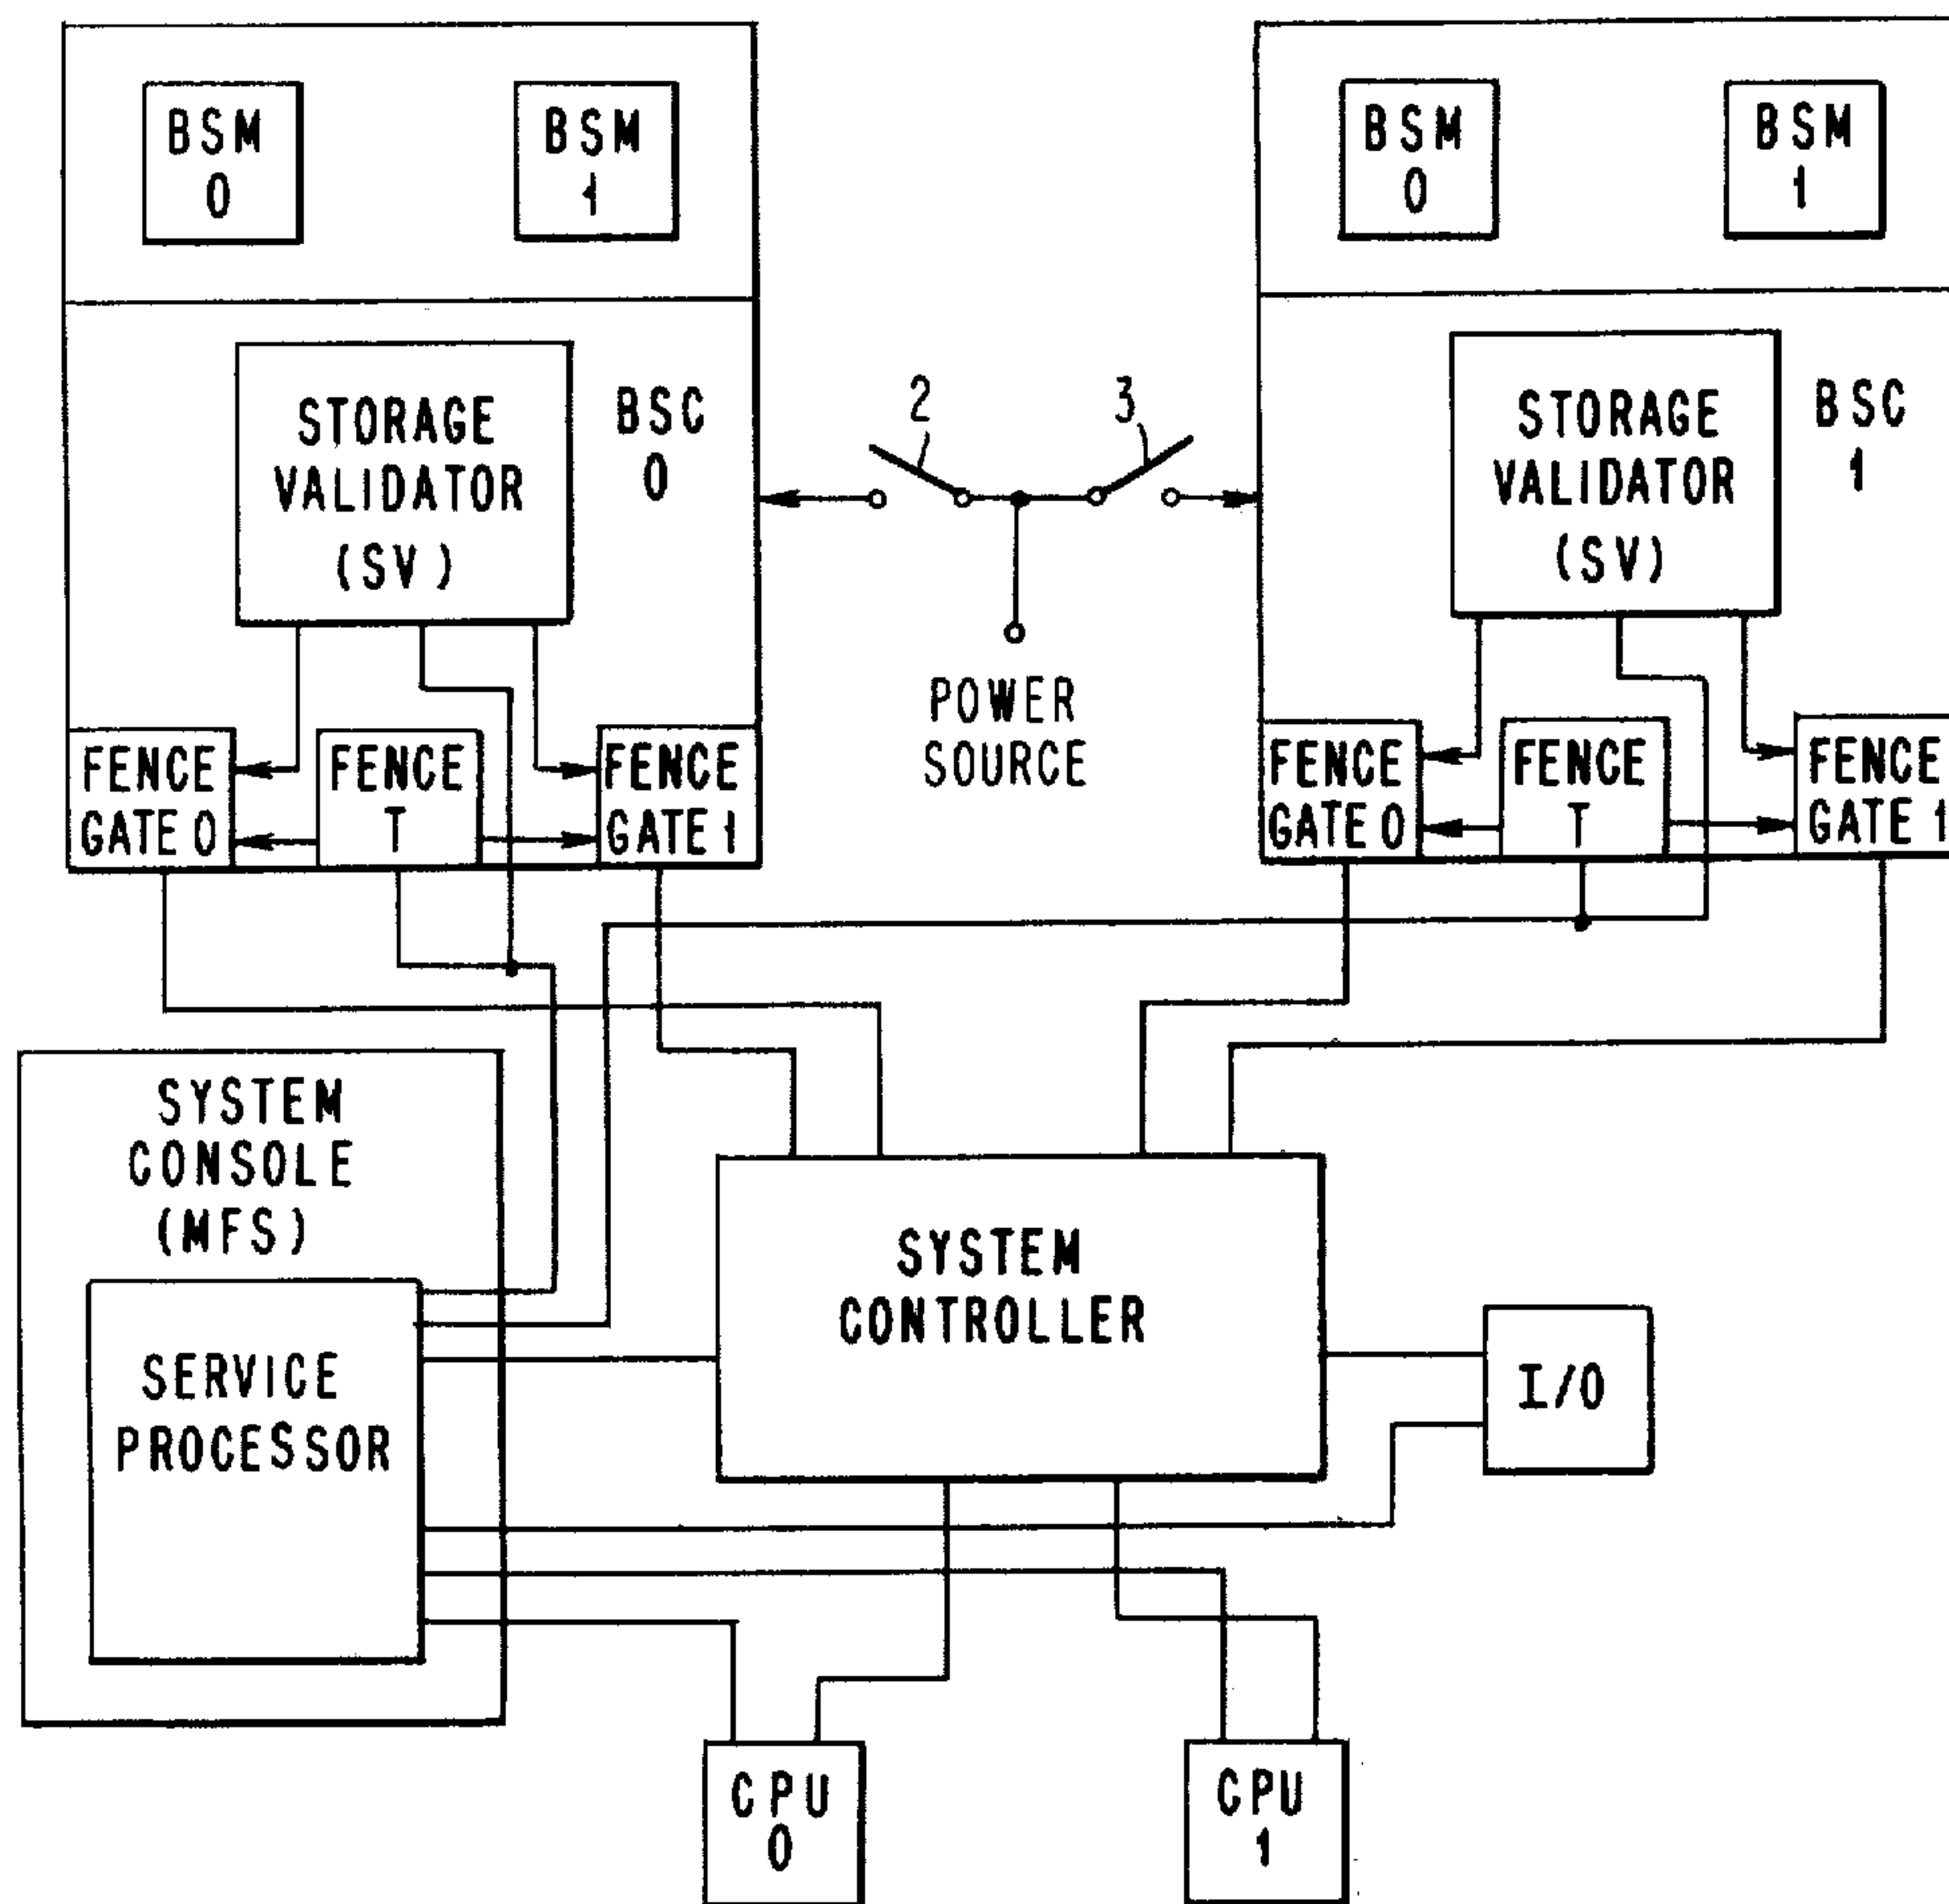 BSM
0
BSM
1
BSM
0
BSM
1
STORAGE
VALIDATOR
(SV)
BSC
0
2
3
STORAGE
VALIDATOR
(SV)
BSC
1
POWER
SOURCE
FENCE
GATE 0
FENCE
T
FENCE
GATE 1
FENCE
GATE 0
FENCE
T
FENCE
GATE 1
SYSTEM
CONSOLE
(MFS)
SERVICE
PROCESSOR
SYSTEM
CONTROLLER
I/O
CPU
0
CPU
1